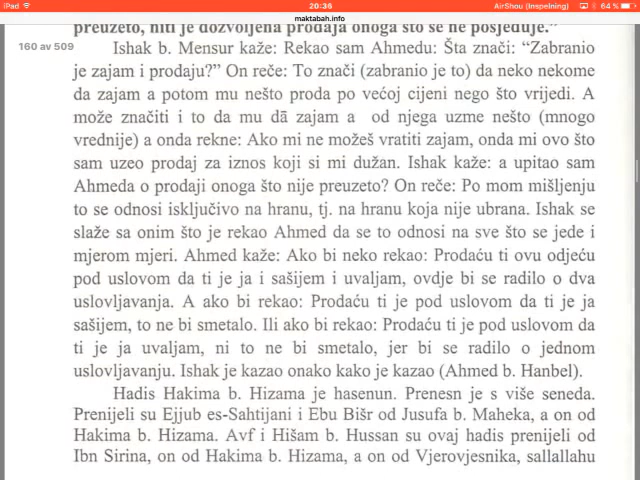 iPad
20:36
AirShou (Inspelning)
86 %
maktabah.info
preuzeto, niti je dozvoljena prodaja onoga što se ne posjeduje."
160 av 509
Ishak b. Mensur kaže: Rekao sam Ahmedu: Šta znači: "Zabranio
je zajam i prodaju?" On reče: To znači (zabranio je to) da neko nekome
da zajam a potom mu nešto proda po većoj cijeni nego što vrijedi. A
može značiti i to da mu dā zajam a od njega uzme nešto (mnogo
vrednije) a onda rekne: Ako mi ne možeš vratiti zajam, onda mi ovo što
sam uzeo prodaj za iznos koji si mi dužan. Ishak kaže: a upitao sam
Ahmeda o prodaji onoga što nije preuzeto? On reče: Po mom mišljenju
to se odnosi isključivo na hranu, tj. na hranu koja nije ubrana. Ishak se
slaže sa onim što je rekao Ahmed da se to odnosi na sve što se jede i
mjerom mjeri. Ahmed kaže: Ako bi neko rekao: Prodaću ti ovu odjeću
pod uslovom da ti je ja i sašijem i uvaljam, ovdje bi se radilo o dva
uslovljavanja. A ako bi rekao: Prodaću ti je pod uslovom da ti je ja
sašijem, to ne bi smetalo. Ili ako bi rekao: Prodaću ti je pod uslovom da
ti je ja uvaljam, ni to ne bi smetalo, jer bi se radilo o jednom
uslovljavanju. Ishak je kazao onako kako je kazao (Ahmed b. Hanbel).
Hadis Hakima b. Hizama je hasenun. Prenesn je s više seneda.
Prenijeli su Ejjub es-Sahtijani i Ebu Bišr od Jusufa b. Maheka, a on od
Hakima b. Hizama. Avf i Hišam b. Hussan su ovaj hadis prenijeli od
Ibn Sirina, on od Hakima b. Hizama, a on od Vjerovjesnika, sallallahu